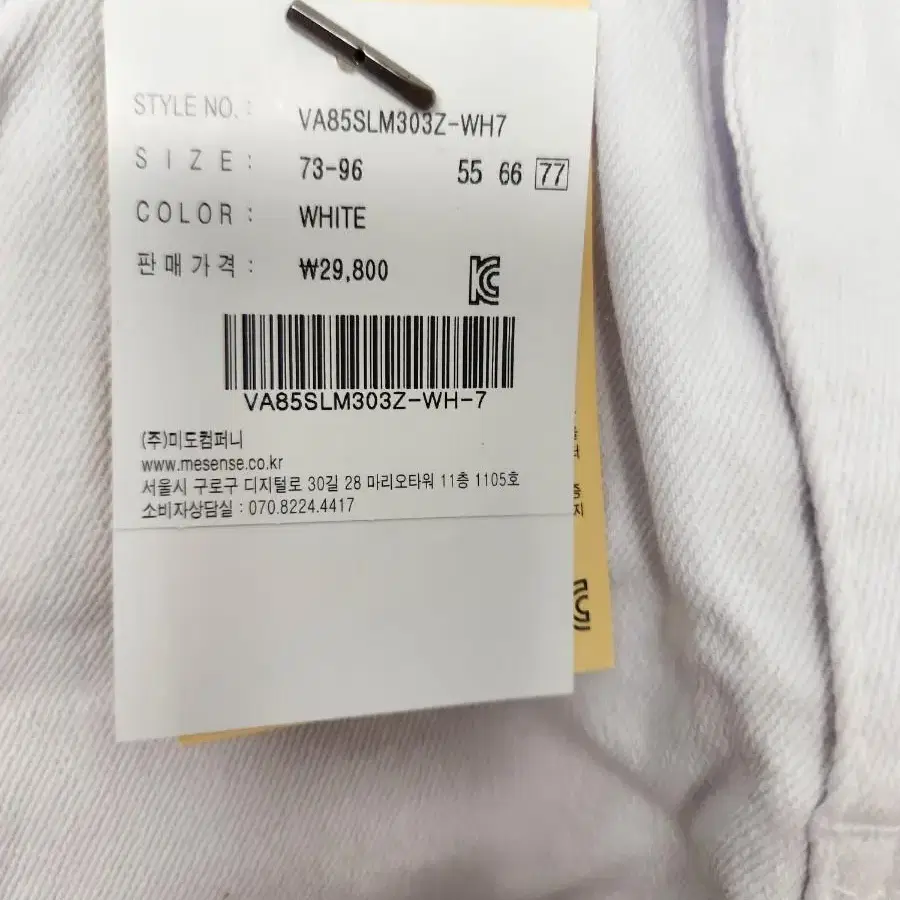 STYLE NO. : VA85SLM303Z-WH7
SIZE : 73-96 55 66 77
COLOR : WHITE
판매가격 : ₩29,800
KC
VA85SLM303Z-WH-7
(주)미도컴퍼니
www.mesense.co.kr
서울시 구로구 디지털로 30길 28 마리오타워 11층 1105호
소비자상담실 : 070.8224.4417